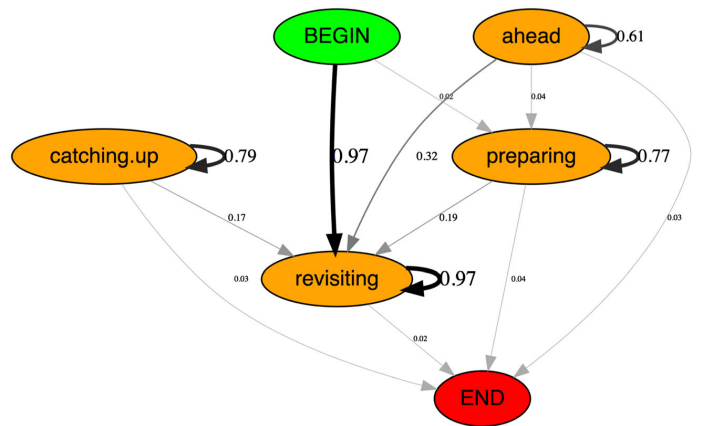 BEGIN
ahead
0.61
0.02
0.04
catching.up
0.79
0.97
0.32
preparing
0.77
0.17
0.19
0.03
revisiting
0.97
0.03
0.04
0.02
END